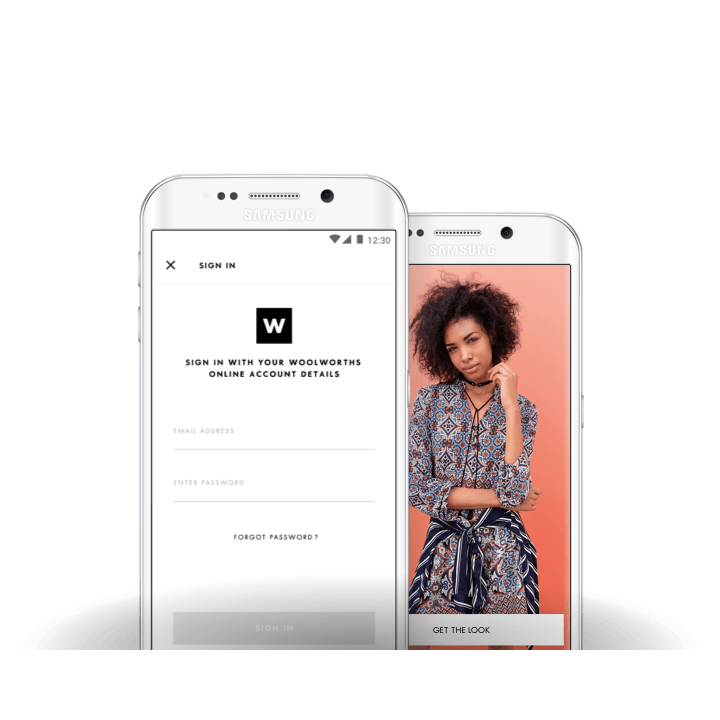 SAMSUNG
12:30
SIGN IN
W
SIGN IN WITH YOUR WOOLWORTHS
ONLINE ACCOUNT DETAILS
EMAIL ADDRESS
ENTER PASSWORD
FORGOT PASSWORD?
SIGN IN
SAMSUNG
GET THE LOOK